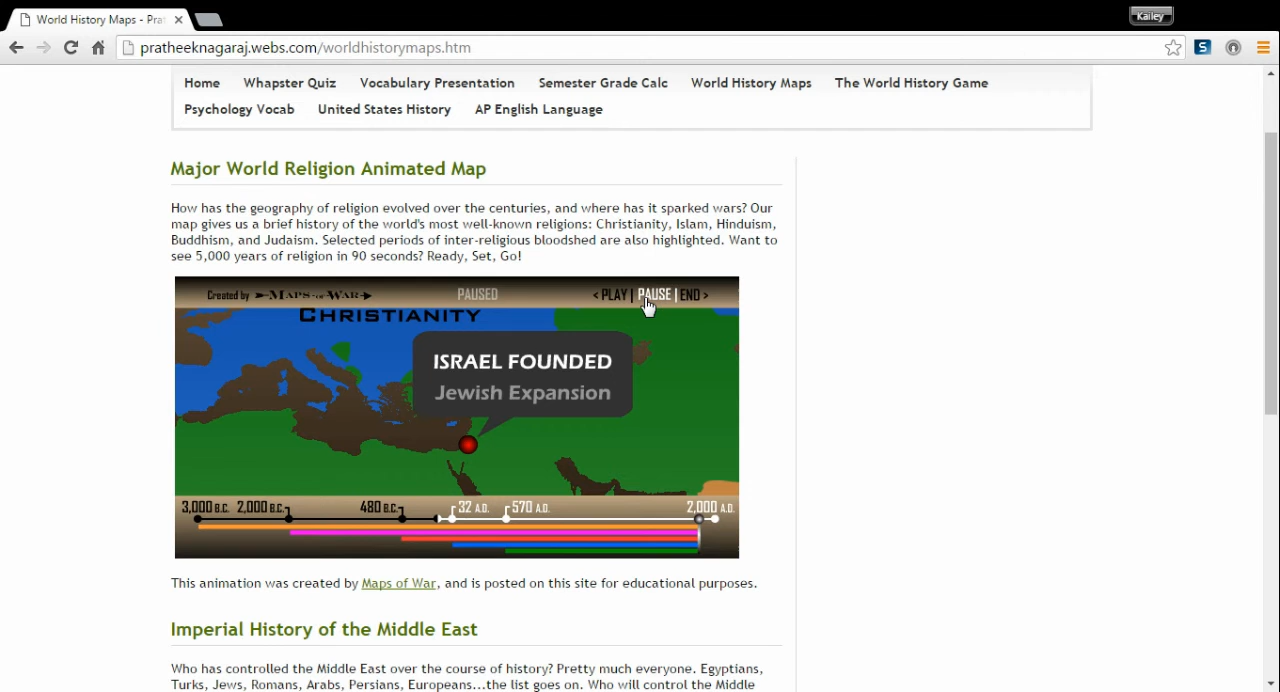 World History Maps - Prat
Kailey
pratheeknagaraj.webs.com/worldhistorymaps.htm
S
Home Whapster Quiz Vocabulary Presentation Semester Grade Calc World History Maps The World History Game
Psychology Vocab United States History AP English Language
Major World Religion Animated Map
How has the geography of religion evolved over the centuries, and where has it sparked wars? Our
map gives us a brief history of the world's most well-known religions: Christianity, Islam, Hinduism,
Buddhism, and Judaism. Selected periods of inter-religious bloodshed are also highlighted. Want to
see 5,000 years of religion in 90 seconds? Ready, Set, Go!
Created by MAPS OF WAR PAUSED < PLAY | PAUSE | END >
CHRISTIANITY
ISRAEL FOUNDED
Jewish Expansion
3,000 B.C. 2,000 B.C. 480 B.C. 32 A.D. 570 A.D. 2,000 A.D.
This animation was created by Maps of War, and is posted on this site for educational purposes.
Imperial History of the Middle East
Who has controlled the Middle East over the course of history? Pretty much everyone. Egyptians,
Turks, Jews, Romans, Arabs, Persians, Europeans...the list goes on. Who will control the Middle